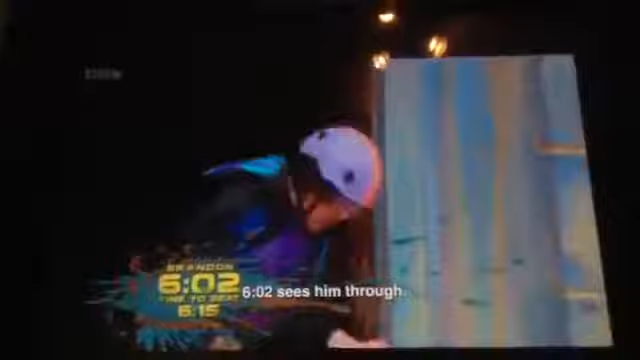 BRANDON
6:02
TIME TO BEAT
6:15
6:02 sees him through.